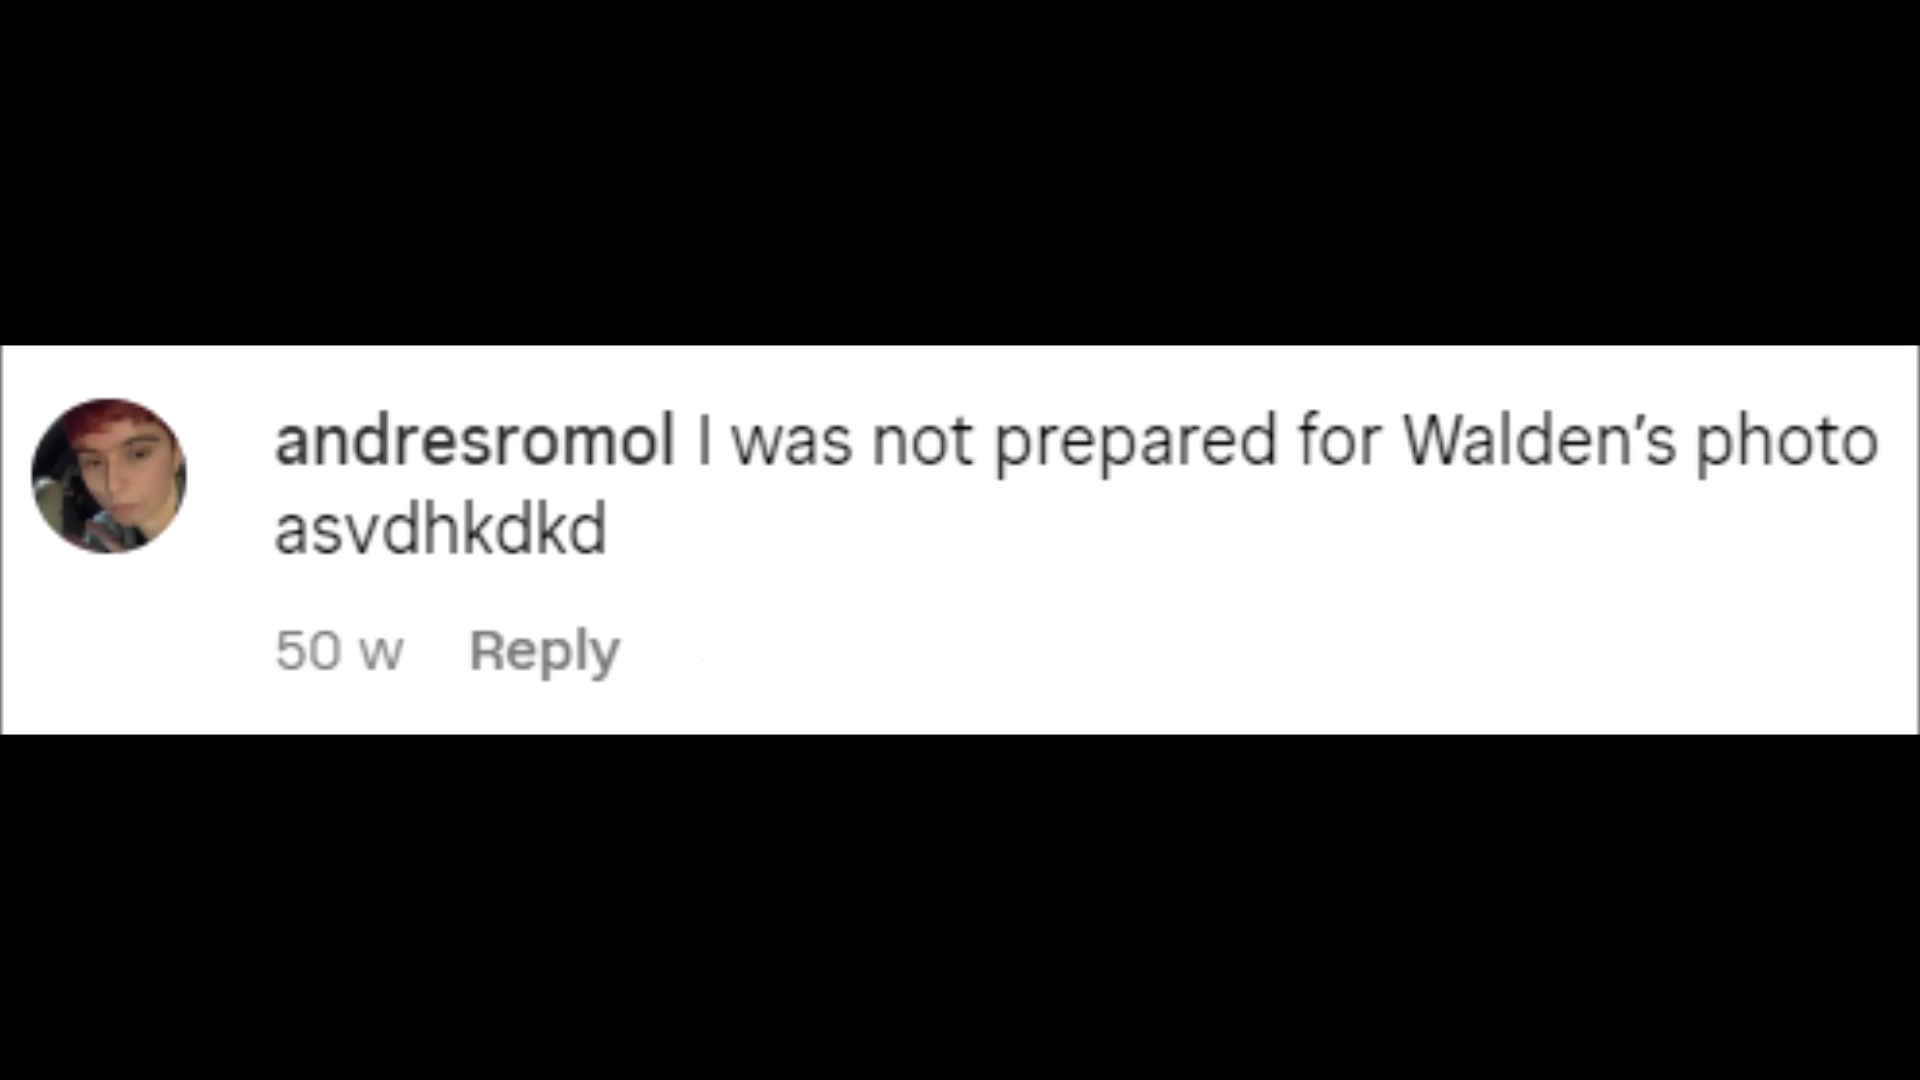 andresromol I was not prepared for Walden’s photo
asvdhkdkd
50 w Reply